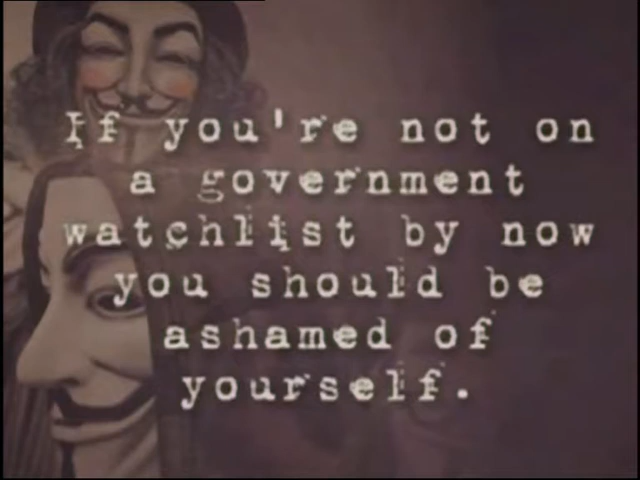 If you're not on
a government
watchlist by now
you should be
ashamed of
yourself.